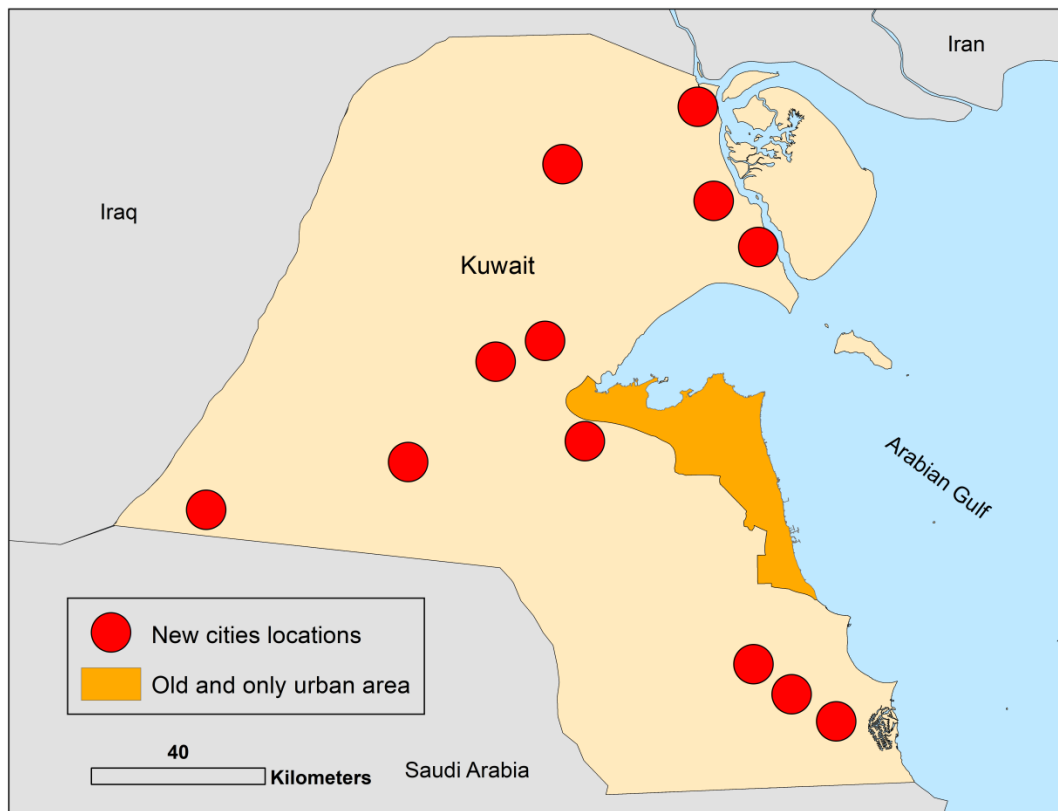 Iran
Iraq
Kuwait
Arabian Gulf
New cities locations
Old and only urban area
40
Kilometers
Saudi Arabia